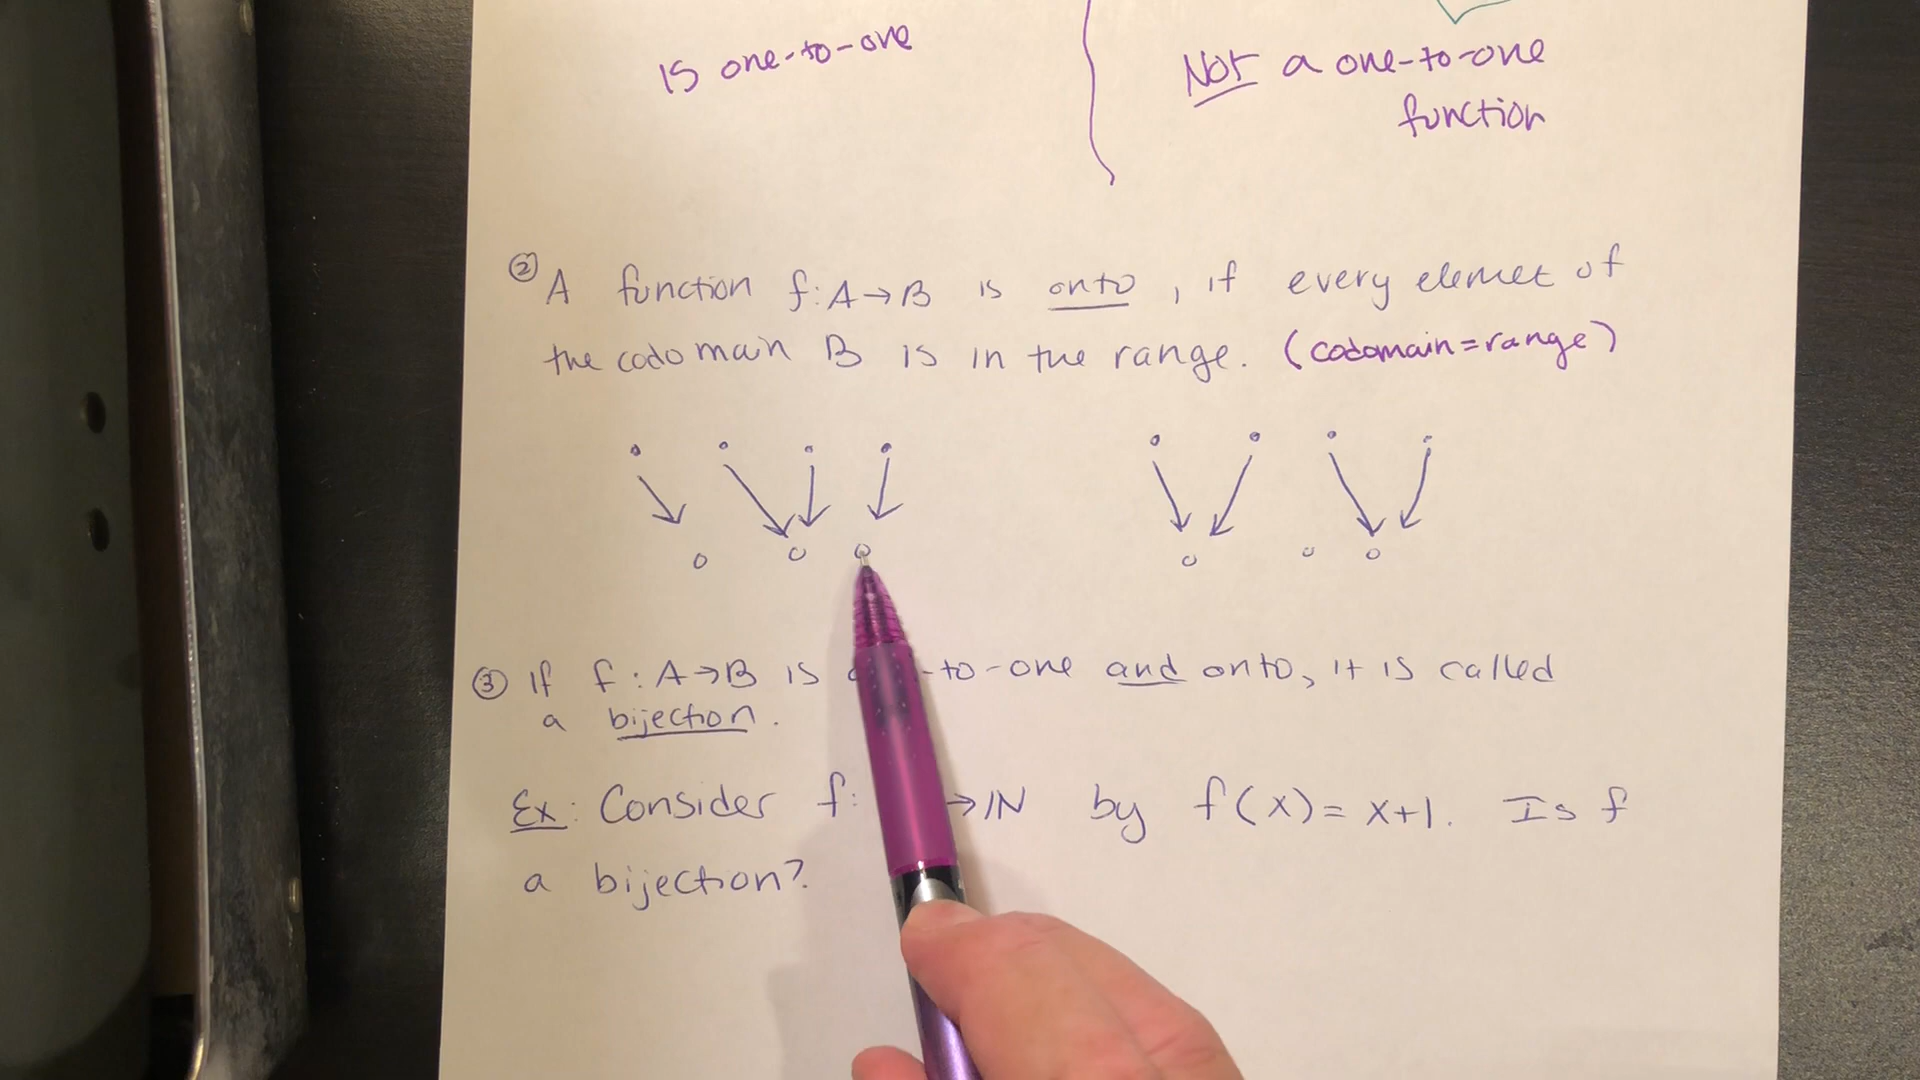 IS one-to-one
Not a one-to-one
function
② A function f:A→B is onto, if every elemet of
the codomain B is in the range. (codomain=range)
③ If f:A→B is -to-one and onto, it is called
a bijection.
Ex: Consider f: →ℕ by f(x)=x+1. Is f
a bijection?